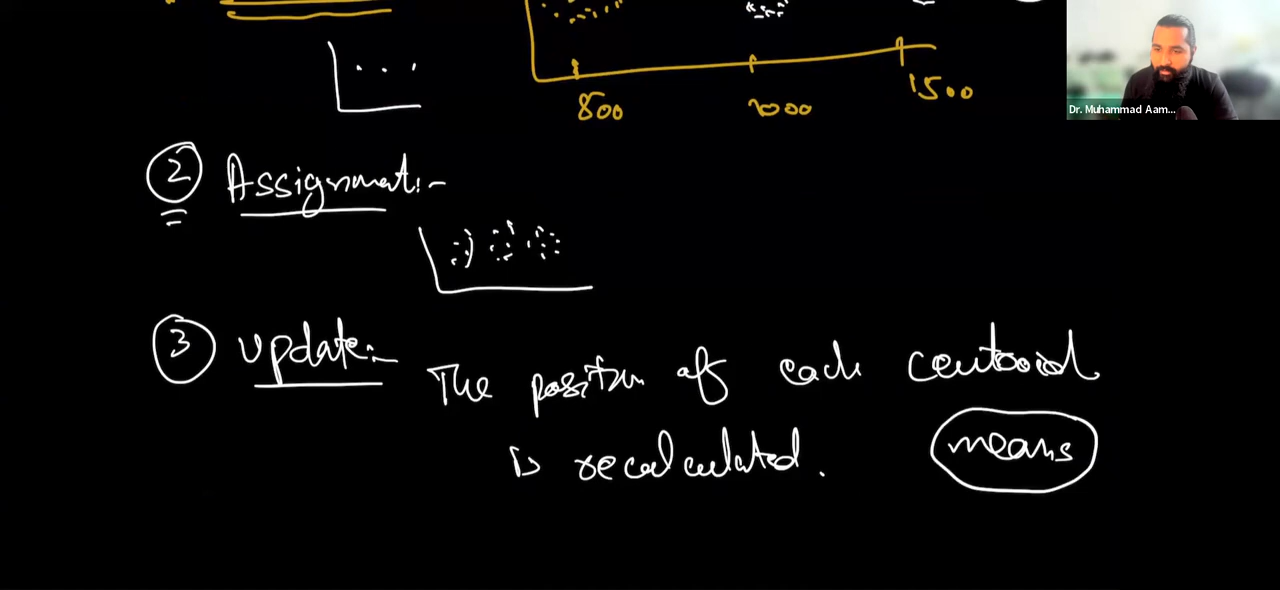 800 1000 1500
Dr. Muhammad Aam...
② Assignment:-
③ update:- The position of each centroid
is recalculated. means